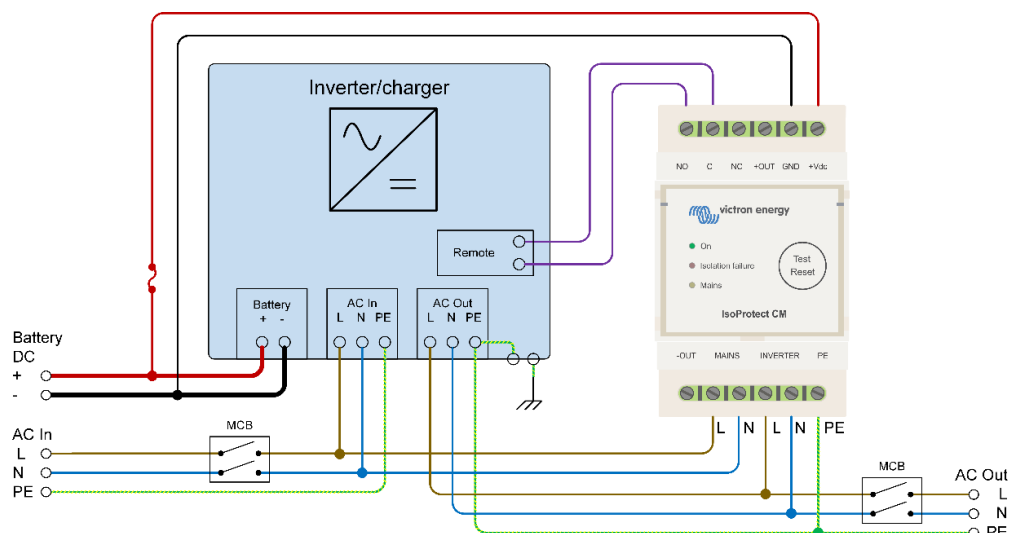 Inverter/charger
Remote
Battery
+ -
AC In
L N PE
AC Out
L N PE
NO C NC +OUT GND +Vdc
victron energy
On
Isolation failure
Mains
Test
Reset
IsoProtect CM
-OUT MAINS INVERTER PE
L N L N PE
Battery
DC
+
-
AC In
L
N
PE
MCB
MCB
AC Out
L
N
PE